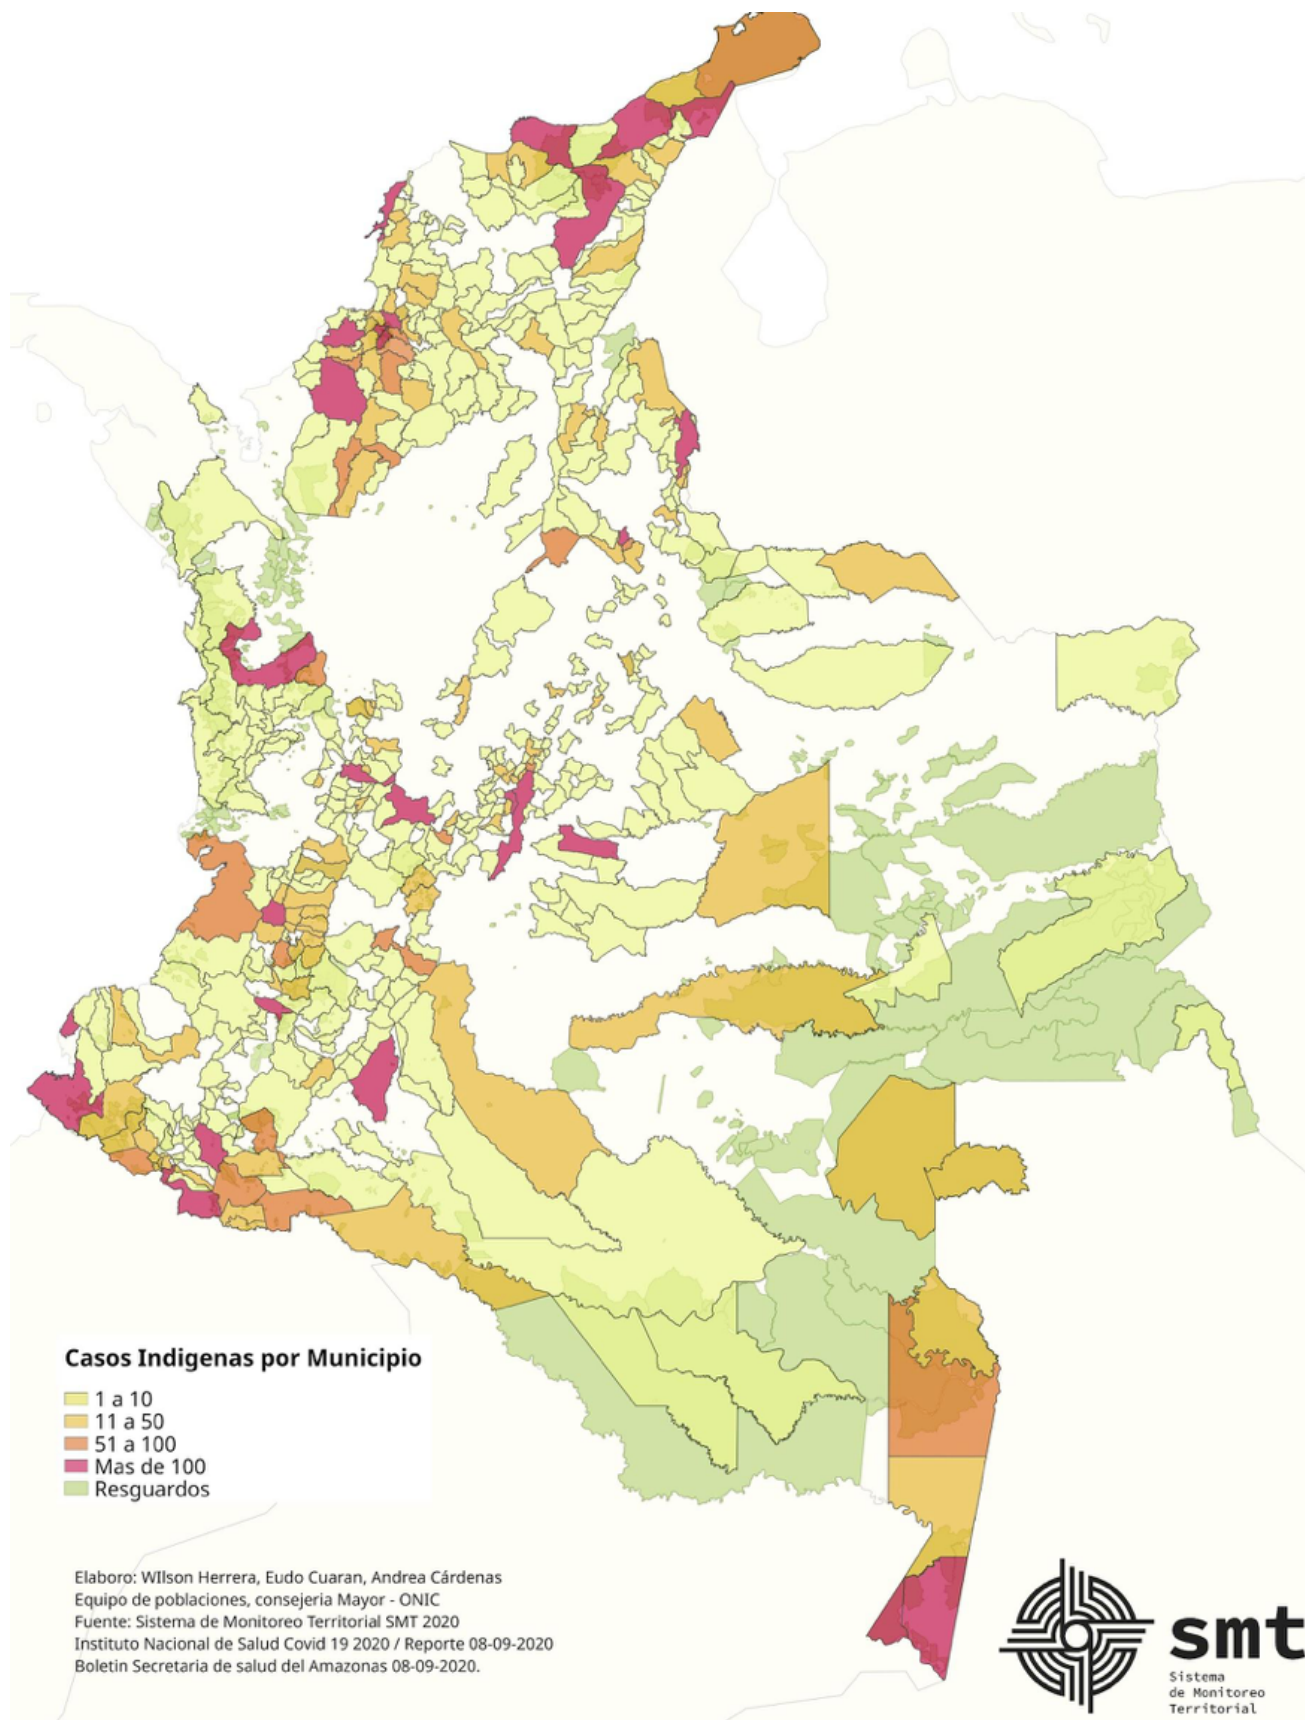 Casos Indigenas por Municipio
1 a 10
11 a 50
51 a 100
Mas de 100
Resguardos
Elaboro: WIlson Herrera, Eudo Cuaran, Andrea Cárdenas
Equipo de poblaciones, consejeria Mayor - ONIC
Fuente: Sistema de Monitoreo Territorial SMT 2020
Instituto Nacional de Salud Covid 19 2020 / Reporte 08-09-2020
Boletin Secretaria de salud del Amazonas 08-09-2020.
smt
Sistema
de Monitoreo
Territorial